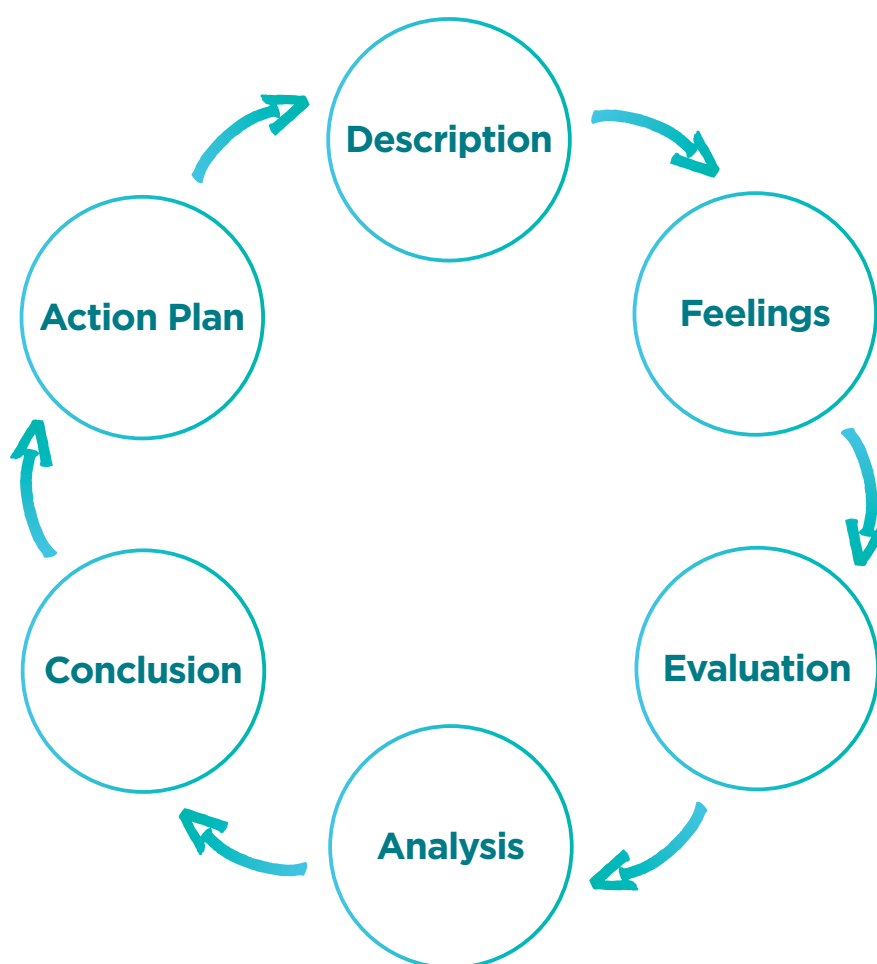 Description
Feelings
Evaluation
Analysis
Conclusion
Action Plan